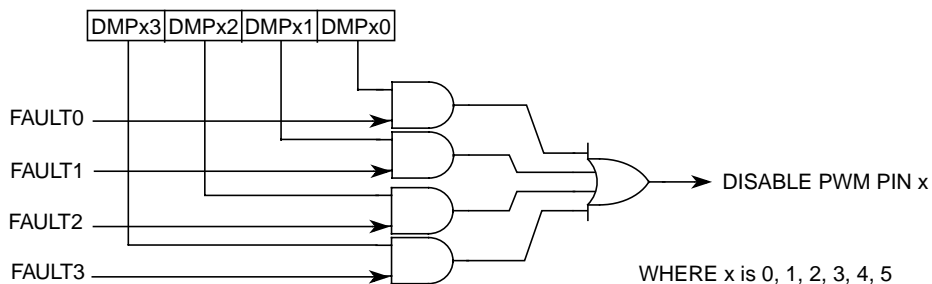 DMPx3 DMPx2 DMPx1 DMPx0
FAULT0
FAULT1
DISABLE PWM PIN x
FAULT2
FAULT3
WHERE x is 0, 1, 2, 3, 4, 5